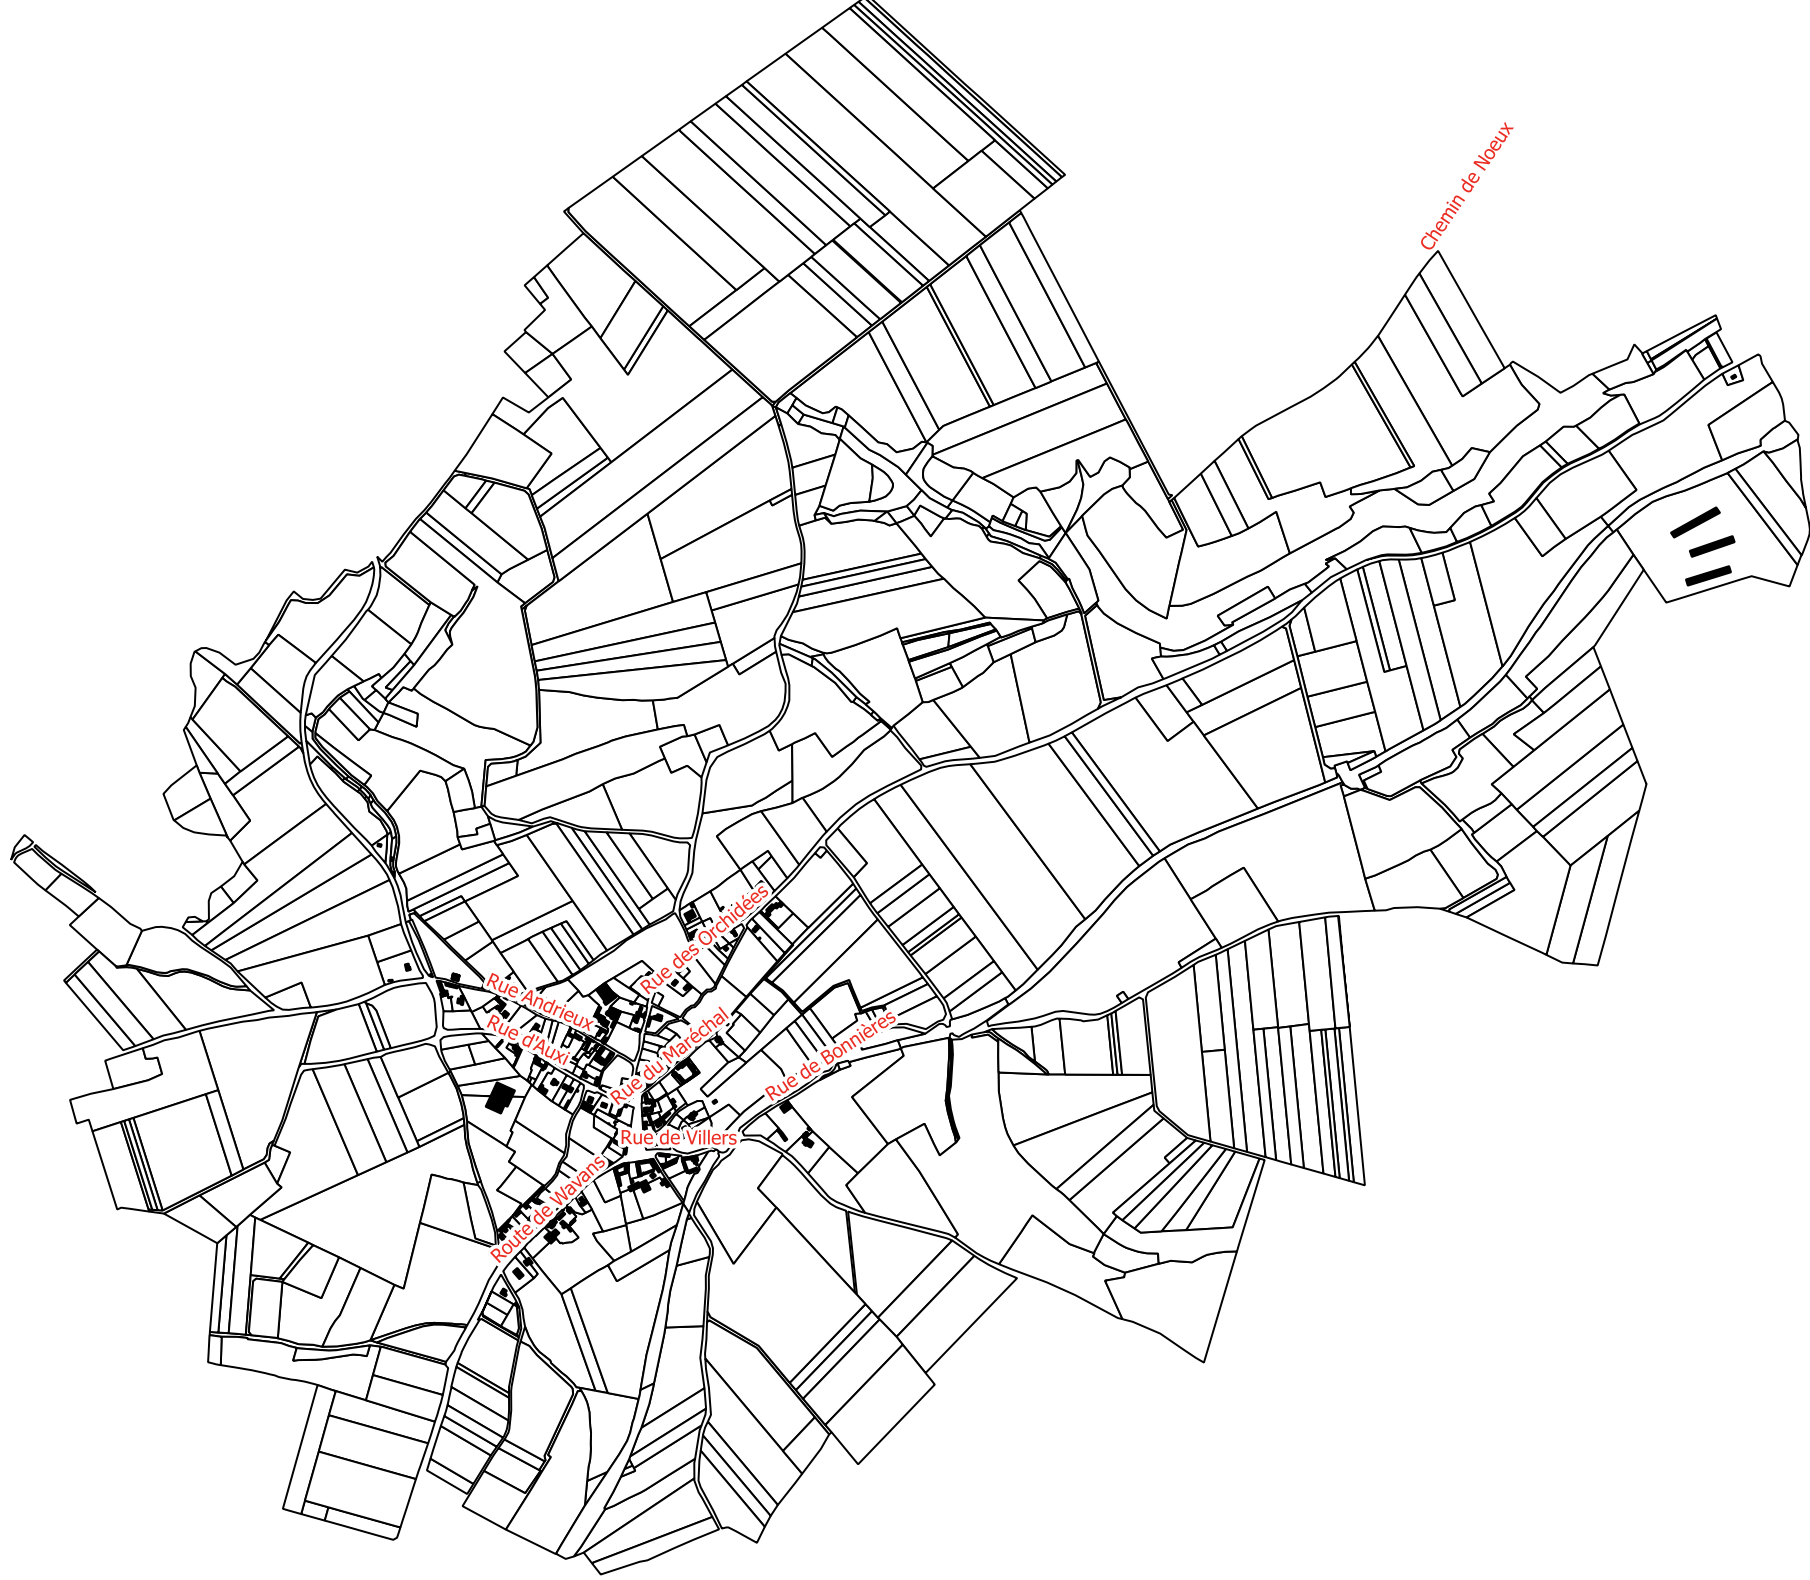 Chemin de Noeux
Rue des Orchidées
Rue Andrieux
Rue d'Auxi
Rue du Maréchal
Rue de Bonnières
Rue de Villers
Route de Wavans